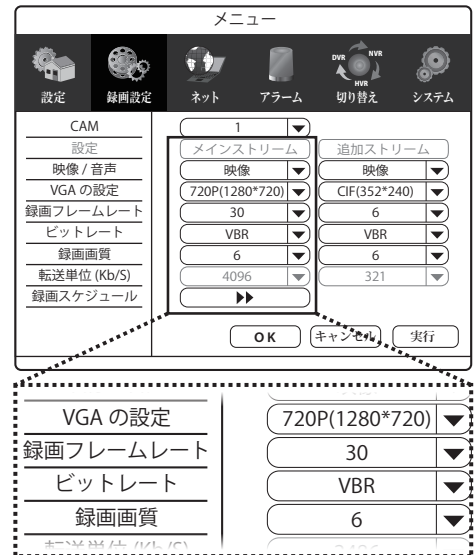 メニュー
設定 録画設定 ネット アラーム DVR NVR HVR 切り替え システム
CAM 1
設定 メインストリーム 追加ストリーム
映像 / 音声 映像 映像
VGA の設定 720P(1280*720) CIF(352*240)
録画フレームレート 30 6
ビットレート VBR VBR
録画画質 6 6
転送単位 (Kb/S) 4096 321
録画スケジュール
OK キャンセル 実行
VGA の設定 720P(1280*720)
録画フレームレート 30
ビットレート VBR
録画画質 6